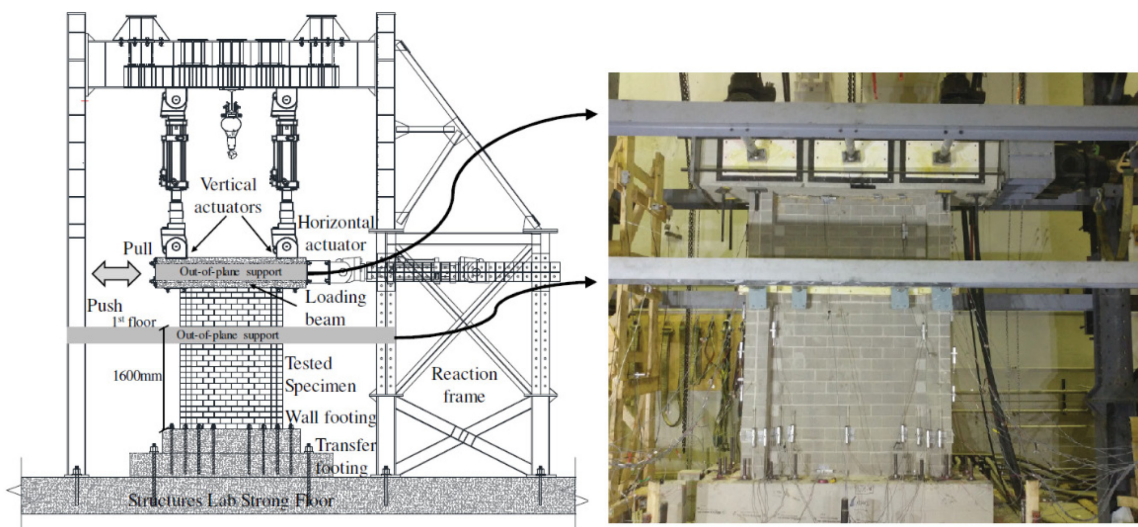 Vertical
actuators
Horizontal
actuator
Pull
Out-of-plane support
Push
Loading
beam
1st floor
Out-of-plane support
1600mm
Tested
Specimen
Reaction
frame
Wall footing
Transfer
footing
Structures Lab Strong Floor